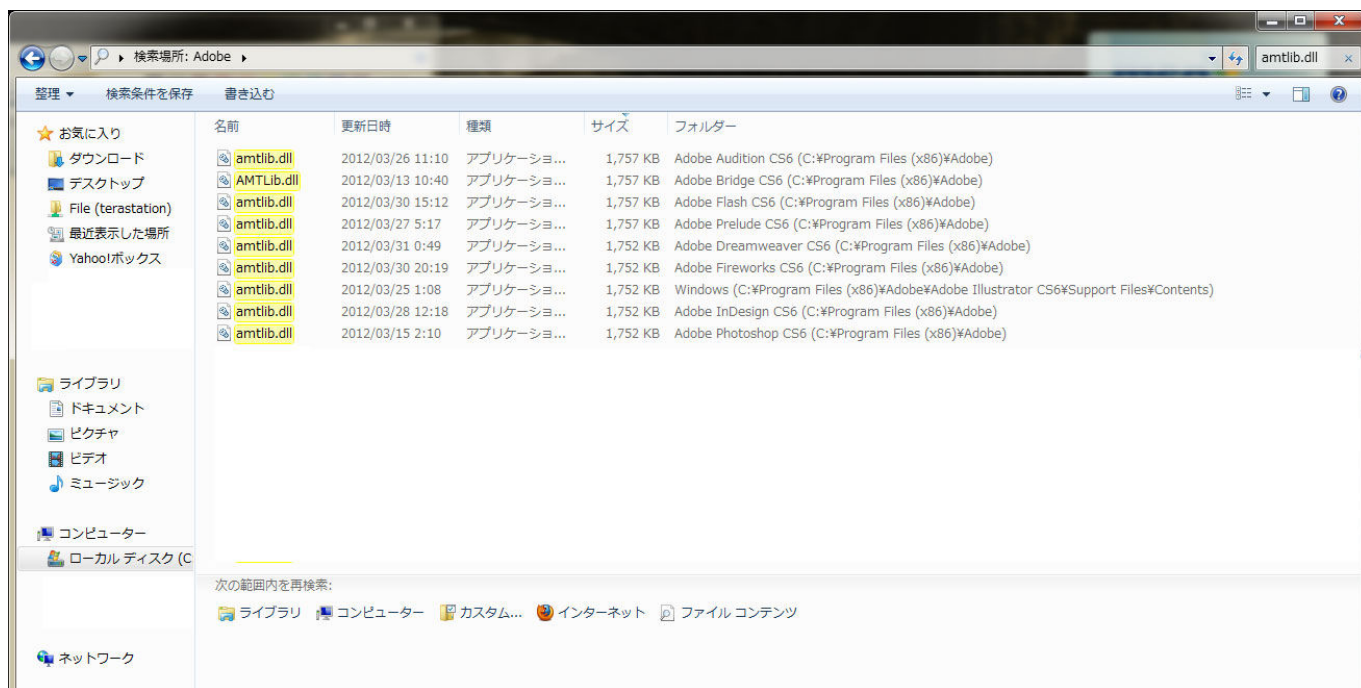 検索場所: Adobe
amtlib.dll
整理 検索条件を保存 書き込む
お気に入り
ダウンロード
デスクトップ
File (terastation)
最近表示した場所
Yahoo!ボックス
ライブラリ
ドキュメント
ピクチャ
ビデオ
ミュージック
コンピューター
ローカル ディスク (C
ネットワーク
名前 更新日時 種類 サイズ フォルダー
amtlib.dll 2012/03/26 11:10 アプリケーショ... 1,757 KB Adobe Audition CS6 (C:¥Program Files (x86)¥Adobe)
AMTLib.dll 2012/03/13 10:40 アプリケーショ... 1,757 KB Adobe Bridge CS6 (C:¥Program Files (x86)¥Adobe)
amtlib.dll 2012/03/30 15:12 アプリケーショ... 1,757 KB Adobe Flash CS6 (C:¥Program Files (x86)¥Adobe)
amtlib.dll 2012/03/27 5:17 アプリケーショ... 1,757 KB Adobe Prelude CS6 (C:¥Program Files (x86)¥Adobe)
amtlib.dll 2012/03/31 0:49 アプリケーショ... 1,752 KB Adobe Dreamweaver CS6 (C:¥Program Files (x86)¥Adobe)
amtlib.dll 2012/03/30 20:19 アプリケーショ... 1,752 KB Adobe Fireworks CS6 (C:¥Program Files (x86)¥Adobe)
amtlib.dll 2012/03/25 1:08 アプリケーショ... 1,752 KB Windows (C:¥Program Files (x86)¥Adobe¥Adobe Illustrator CS6¥Support Files¥Contents)
amtlib.dll 2012/03/28 12:18 アプリケーショ... 1,752 KB Adobe InDesign CS6 (C:¥Program Files (x86)¥Adobe)
amtlib.dll 2012/03/15 2:10 アプリケーショ... 1,752 KB Adobe Photoshop CS6 (C:¥Program Files (x86)¥Adobe)
次の範囲内を再検索:
ライブラリ コンピューター カスタム... インターネット ファイル コンテンツ